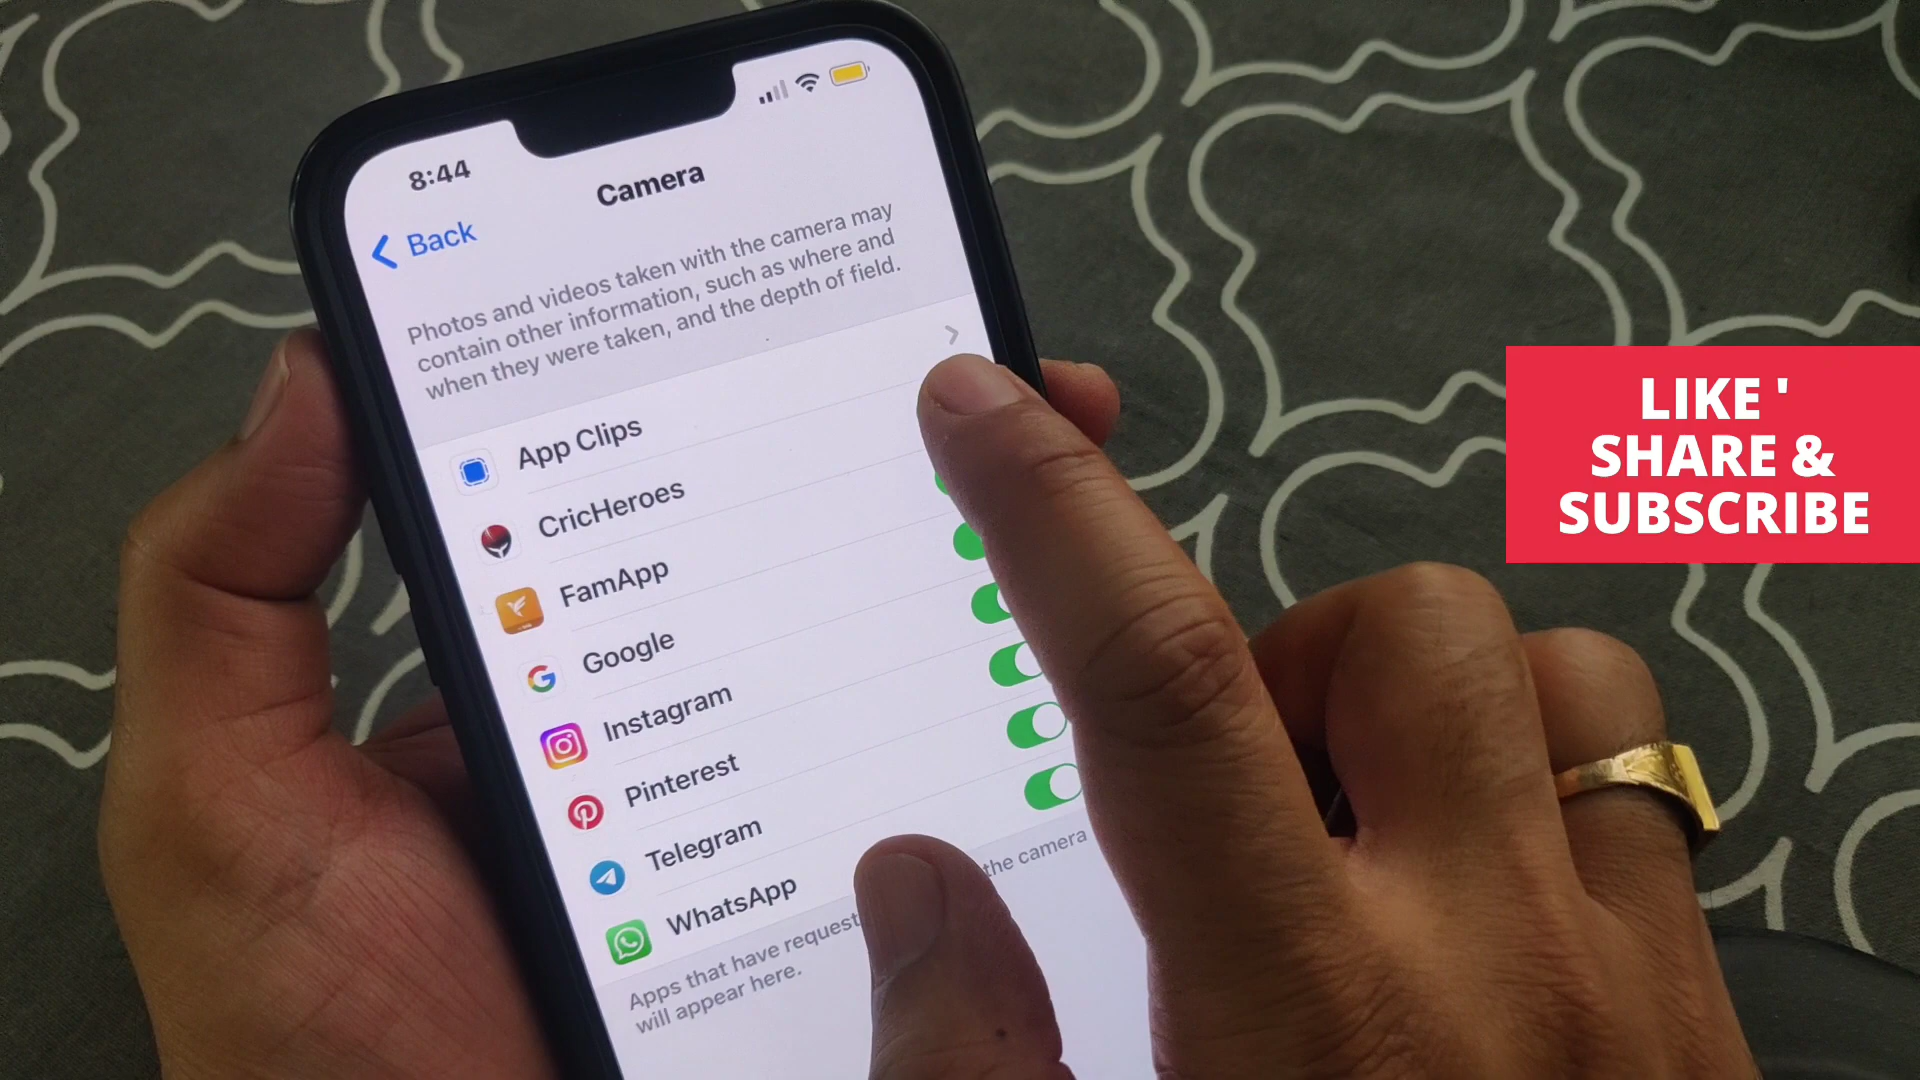 8:44
Back
Camera
Photos and videos taken with the camera may
contain other information, such as where and
when they were taken, and the depth of field.
App Clips
CricHeroes
FamApp
Google
Instagram
Pinterest
Telegram
WhatsApp
Apps that have request the camera
will appear here.
LIKE '
SHARE &
SUBSCRIBE